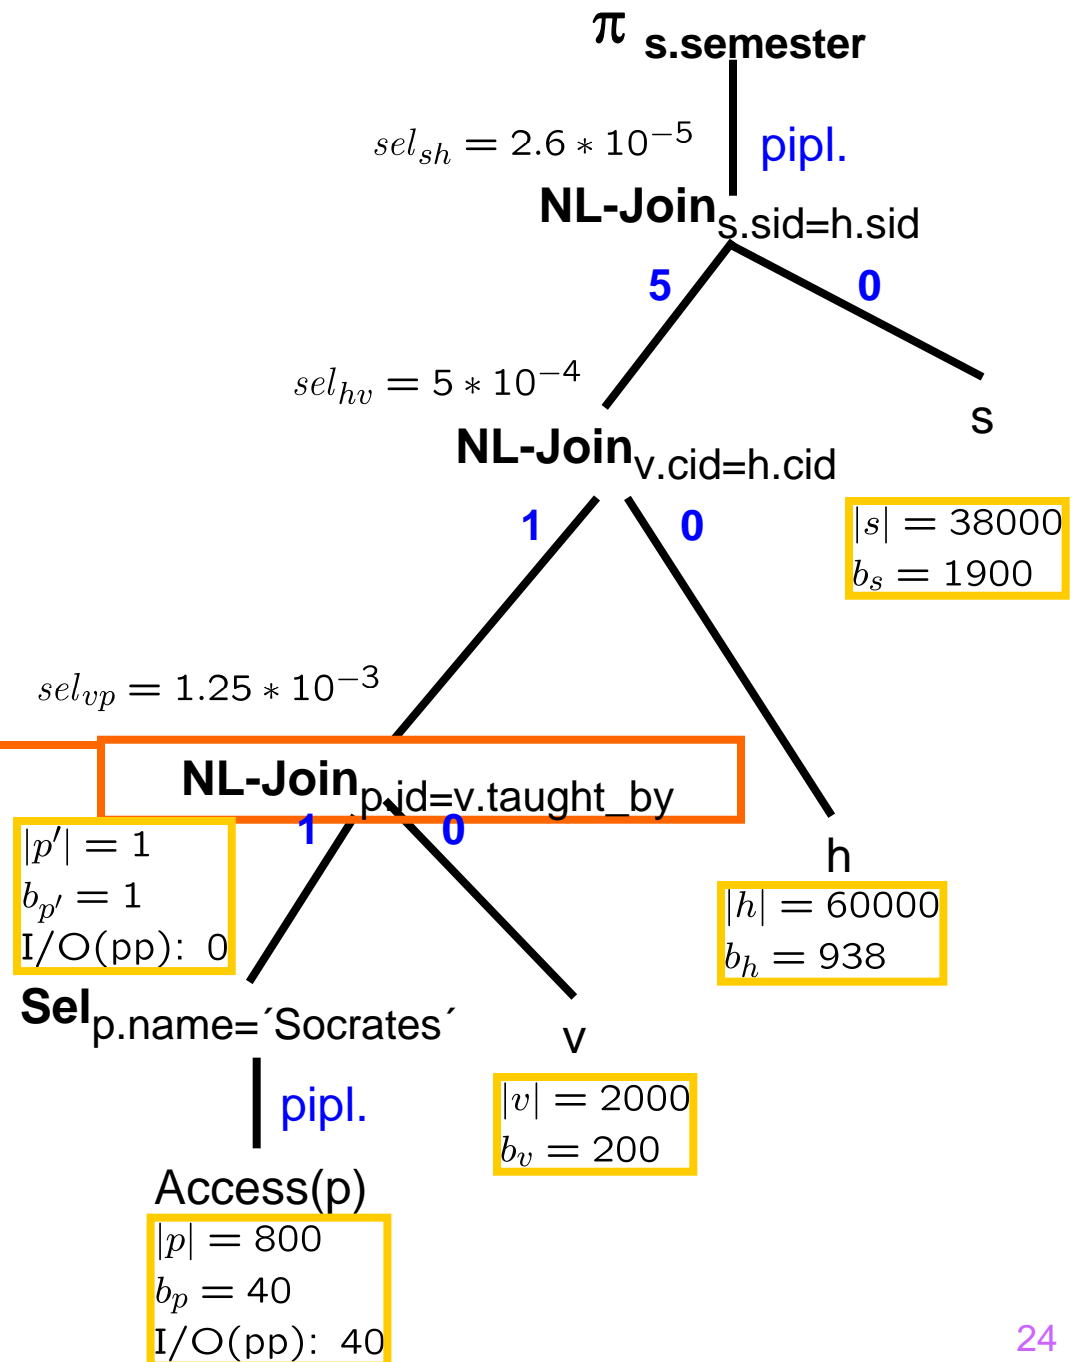 π s.semester
sel_sh = 2.6 * 10^−5
pipl.
NL-Join s.sid=h.sid
5
0
sel_hv = 5 * 10^−4
s
NL-Join v.cid=h.cid
|s| = 38000
b_s = 1900
1
0
sel_vp = 1.25 * 10^−3
NL-Join p.id=v.taught_by
1
0
|p′| = 1
b_p′ = 1
I/O(pp): 0
h
|h| = 60000
b_h = 938
Sel p.name=´Socrates´
v
|v| = 2000
b_v = 200
pipl.
Access(p)
|p| = 800
b_p = 40
I/O(pp): 40
24